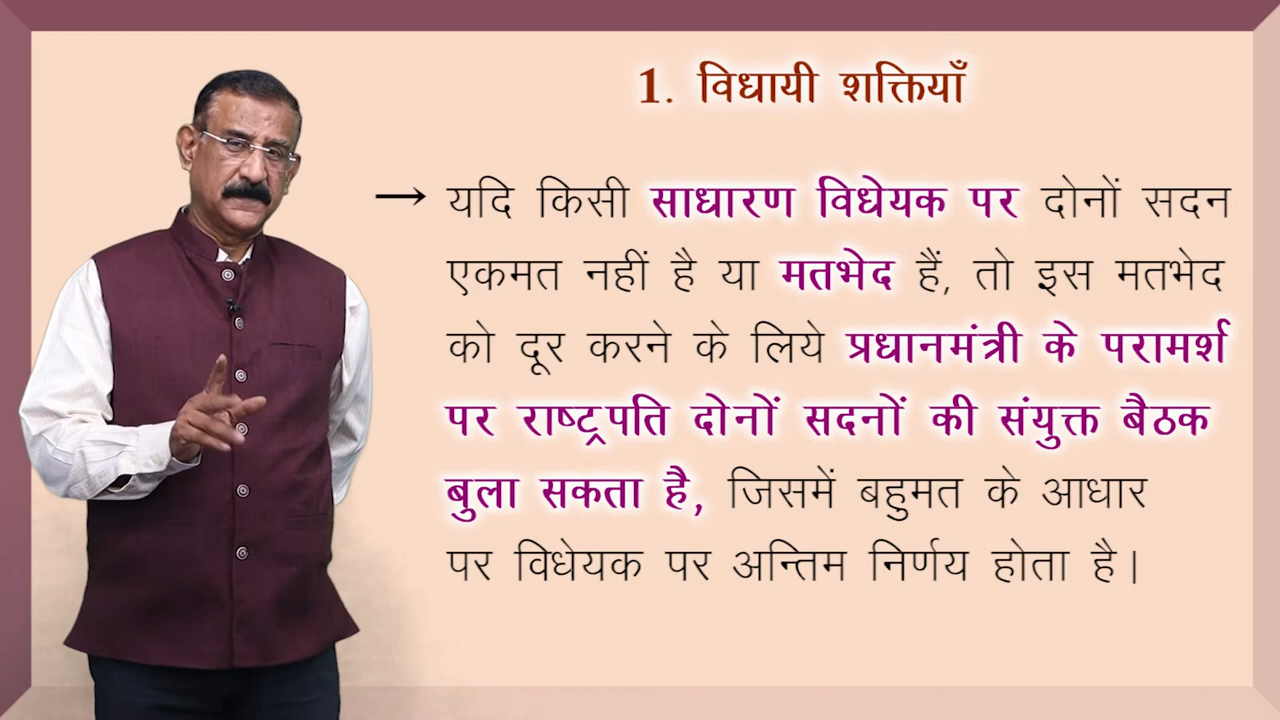 1. विधायी शक्तियाँ
→ यदि किसी साधारण विधेयक पर दोनों सदन
एकमत नहीं है या मतभेद हैं, तो इस मतभेद
को दूर करने के लिये प्रधानमंत्री के परामर्श
पर राष्ट्रपति दोनों सदनों की संयुक्त बैठक
बुला सकता है, जिसमें बहुमत के आधार
पर विधेयक पर अन्तिम निर्णय होता है।